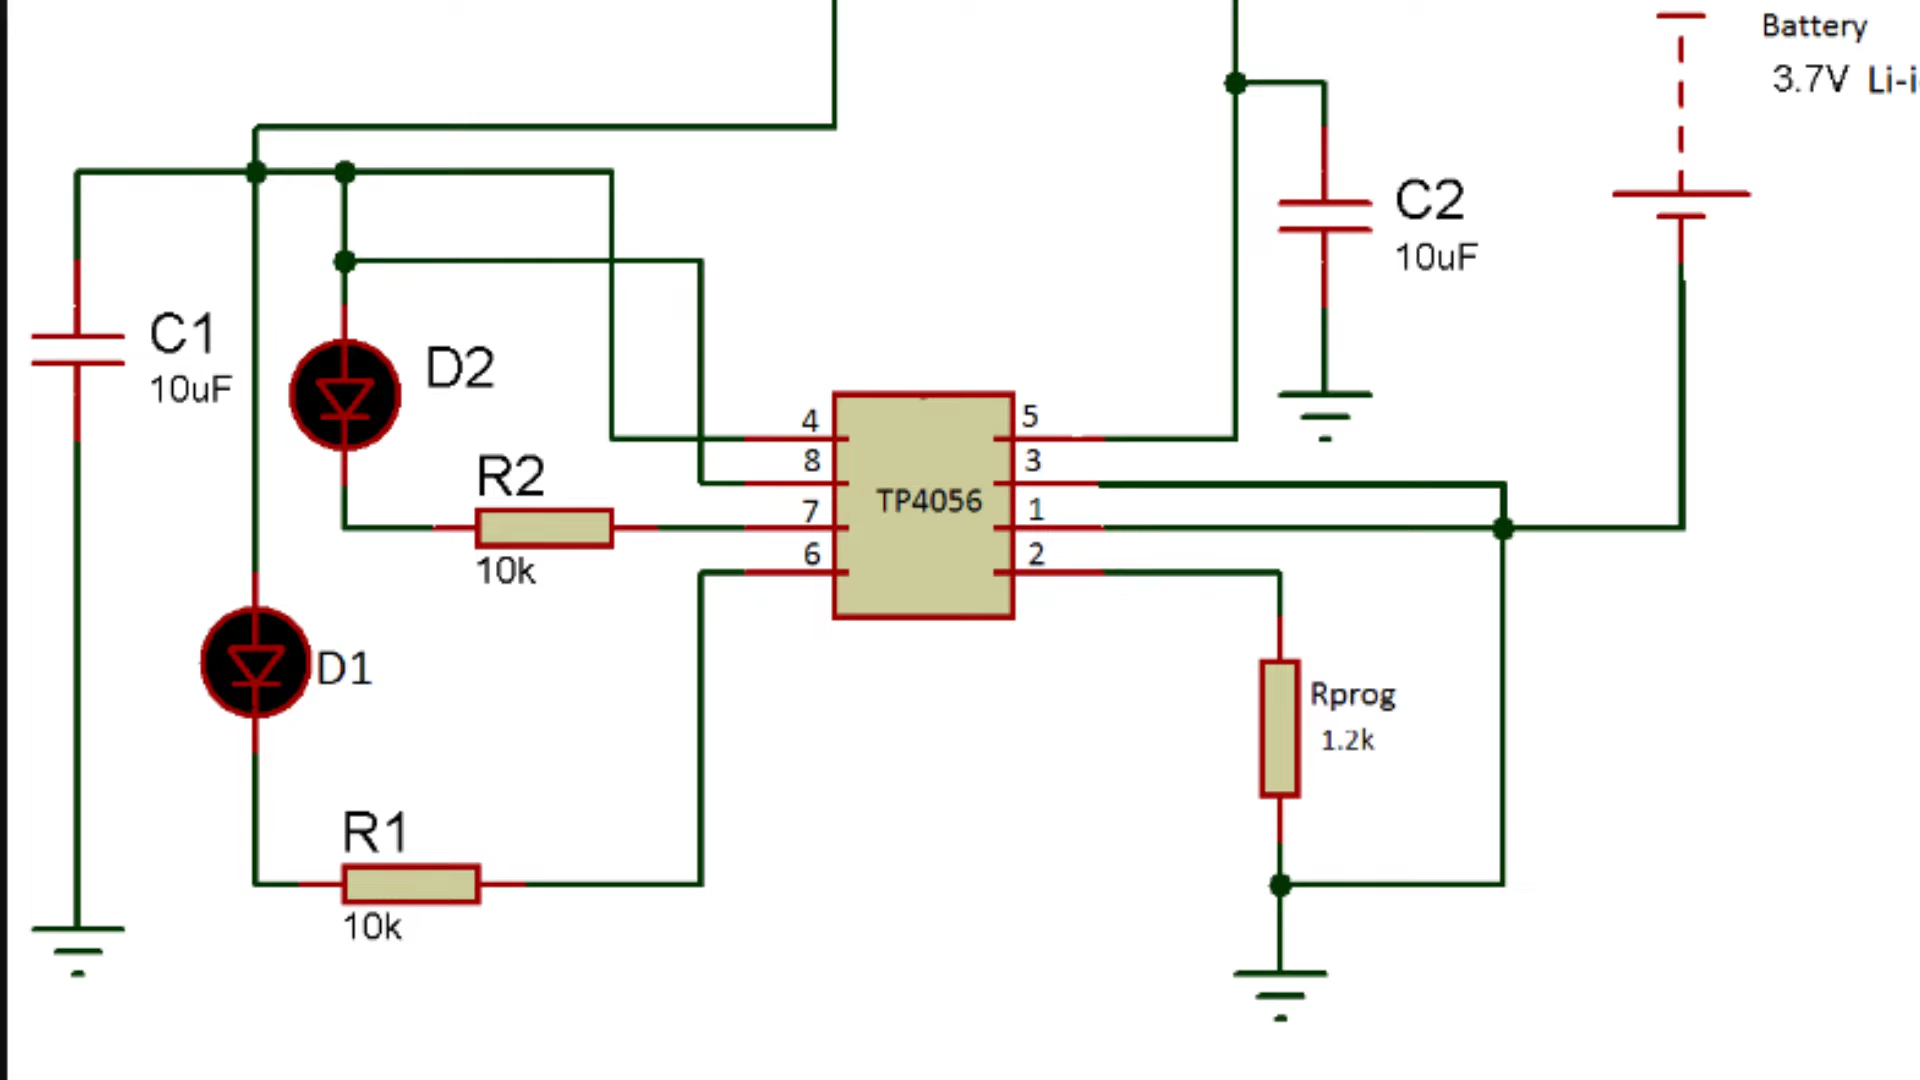 Battery
3.7V Li-i
C2
10uF
C1
10uF
D2
R2
10k
4
8
7
6
TP4056
5
3
1
2
D1
Rprog
1.2k
R1
10k